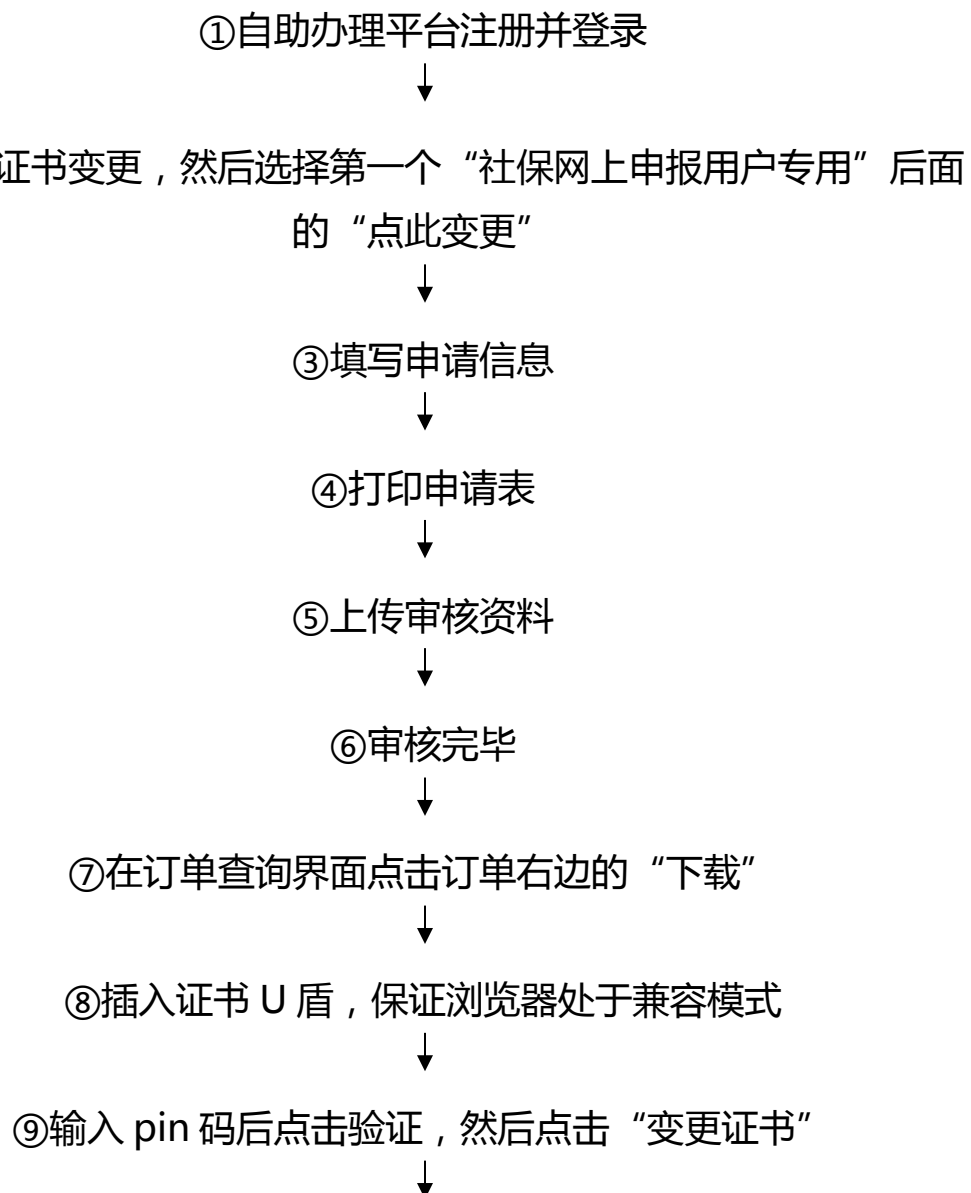 ①自助办理平台注册并登录
证书变更，然后选择第一个“社保网上申报用户专用”后面
的“点此变更”
③填写申请信息
④打印申请表
⑤上传审核资料
⑥审核完毕
⑦在订单查询界面点击订单右边的“下载”
⑧插入证书 U 盾，保证浏览器处于兼容模式
⑨输入 pin 码后点击验证，然后点击“变更证书”